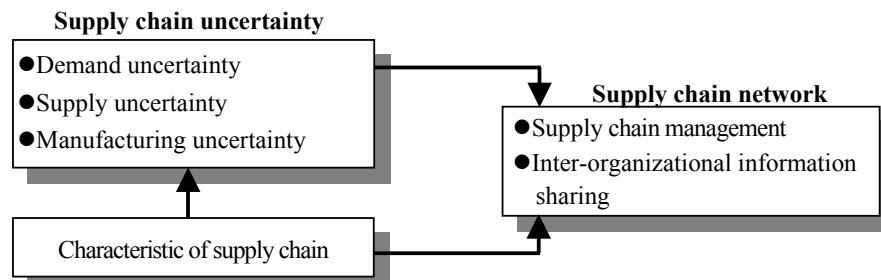 Supply chain uncertainty
●Demand uncertainty
●Supply uncertainty
●Manufacturing uncertainty
Supply chain network
●Supply chain management
●Inter-organizational information
sharing
Characteristic of supply chain